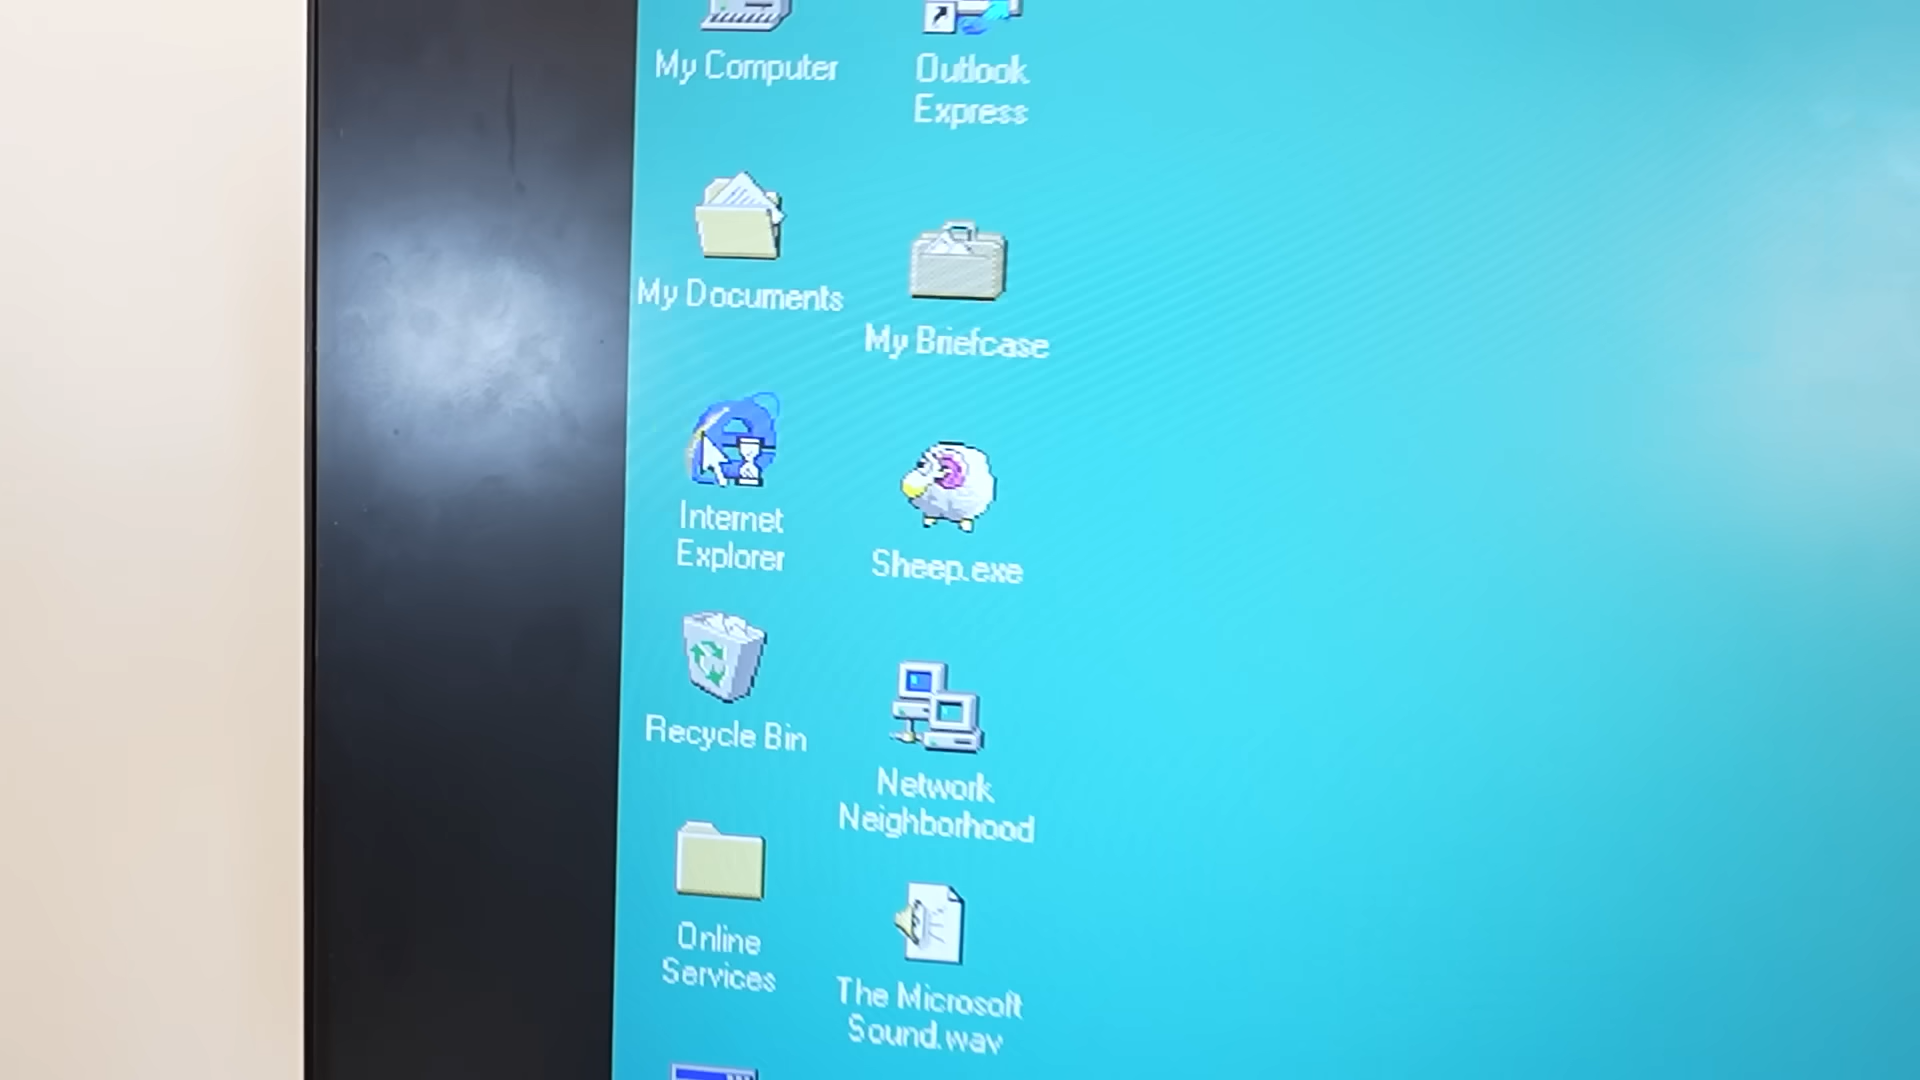 My Computer
Outlook
Express
My Documents
My Briefcase
Internet
Explorer
Sheep.exe
Recycle Bin
Network
Neighborhood
Online
Services
The Microsoft
Sound.wav